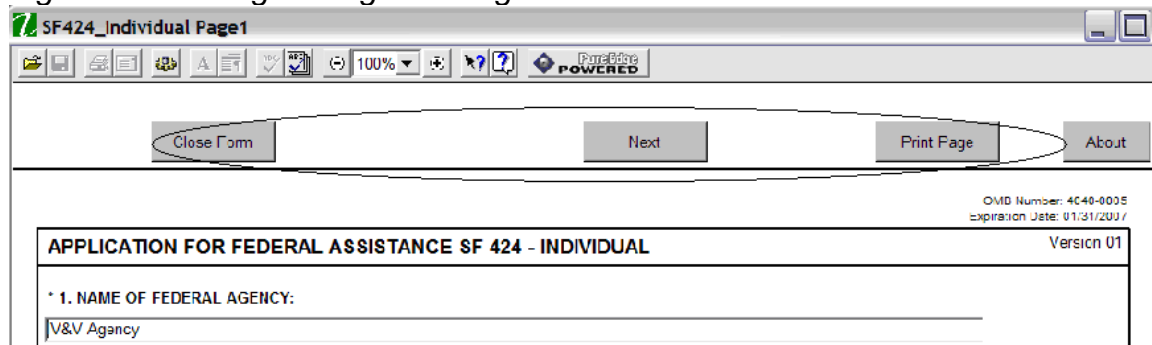 SF424_Individual Page1
100%
PureEdge
POWERED
Close Form Next Print Page About
OMB Number: 4040-0005
Expiration Date: 01/31/2007
APPLICATION FOR FEDERAL ASSISTANCE SF 424 - INDIVIDUAL Version 01
* 1. NAME OF FEDERAL AGENCY:
V&V Agency